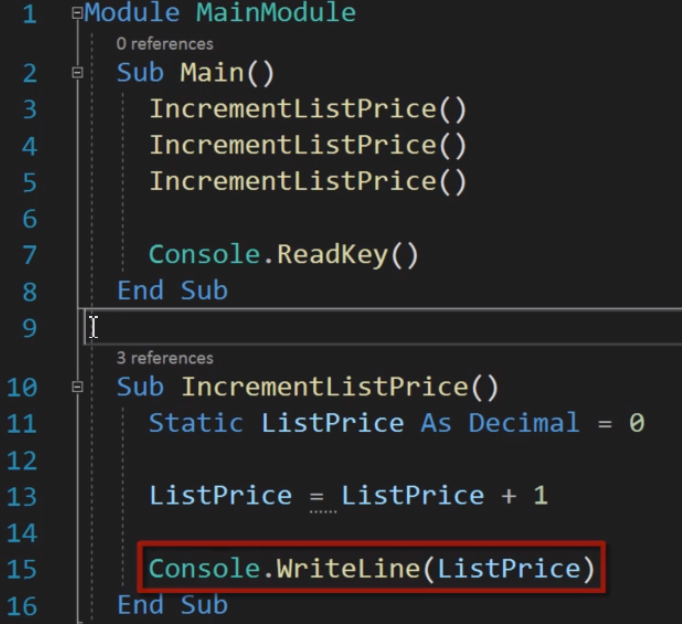 1 Module MainModule
0 references
2 Sub Main()
3 IncrementListPrice()
4 IncrementListPrice()
5 IncrementListPrice()
6
7 Console.ReadKey()
8 End Sub
9
3 references
10 Sub IncrementListPrice()
11 Static ListPrice As Decimal = 0
12
13 ListPrice = ListPrice + 1
14
15 Console.WriteLine(ListPrice)
16 End Sub